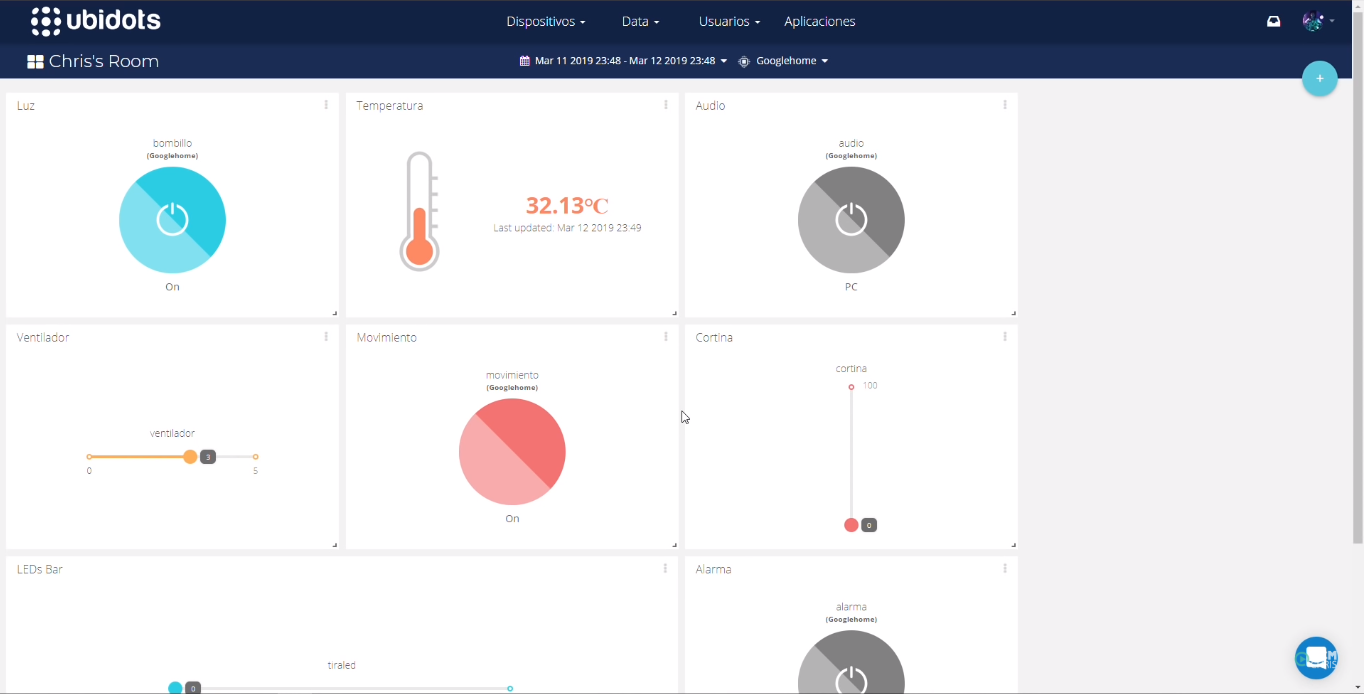 ubidots
Dispositivos
Data
Usuarios
Aplicaciones
Chris's Room
Mar 11 2019 23:48 - Mar 12 2019 23:48
Googlehome
+
Luz
bombillo
(Googlehome)
On
Temperatura
32.13°C
Last updated: Mar 12 2019 23:49
Audio
audio
(Googlehome)
PC
Ventilador
ventilador
3
0
5
Movimiento
movimiento
(Googlehome)
On
Cortina
cortina
100
0
LEDs Bar
tiraled
0
Alarma
alarma
(Googlehome)